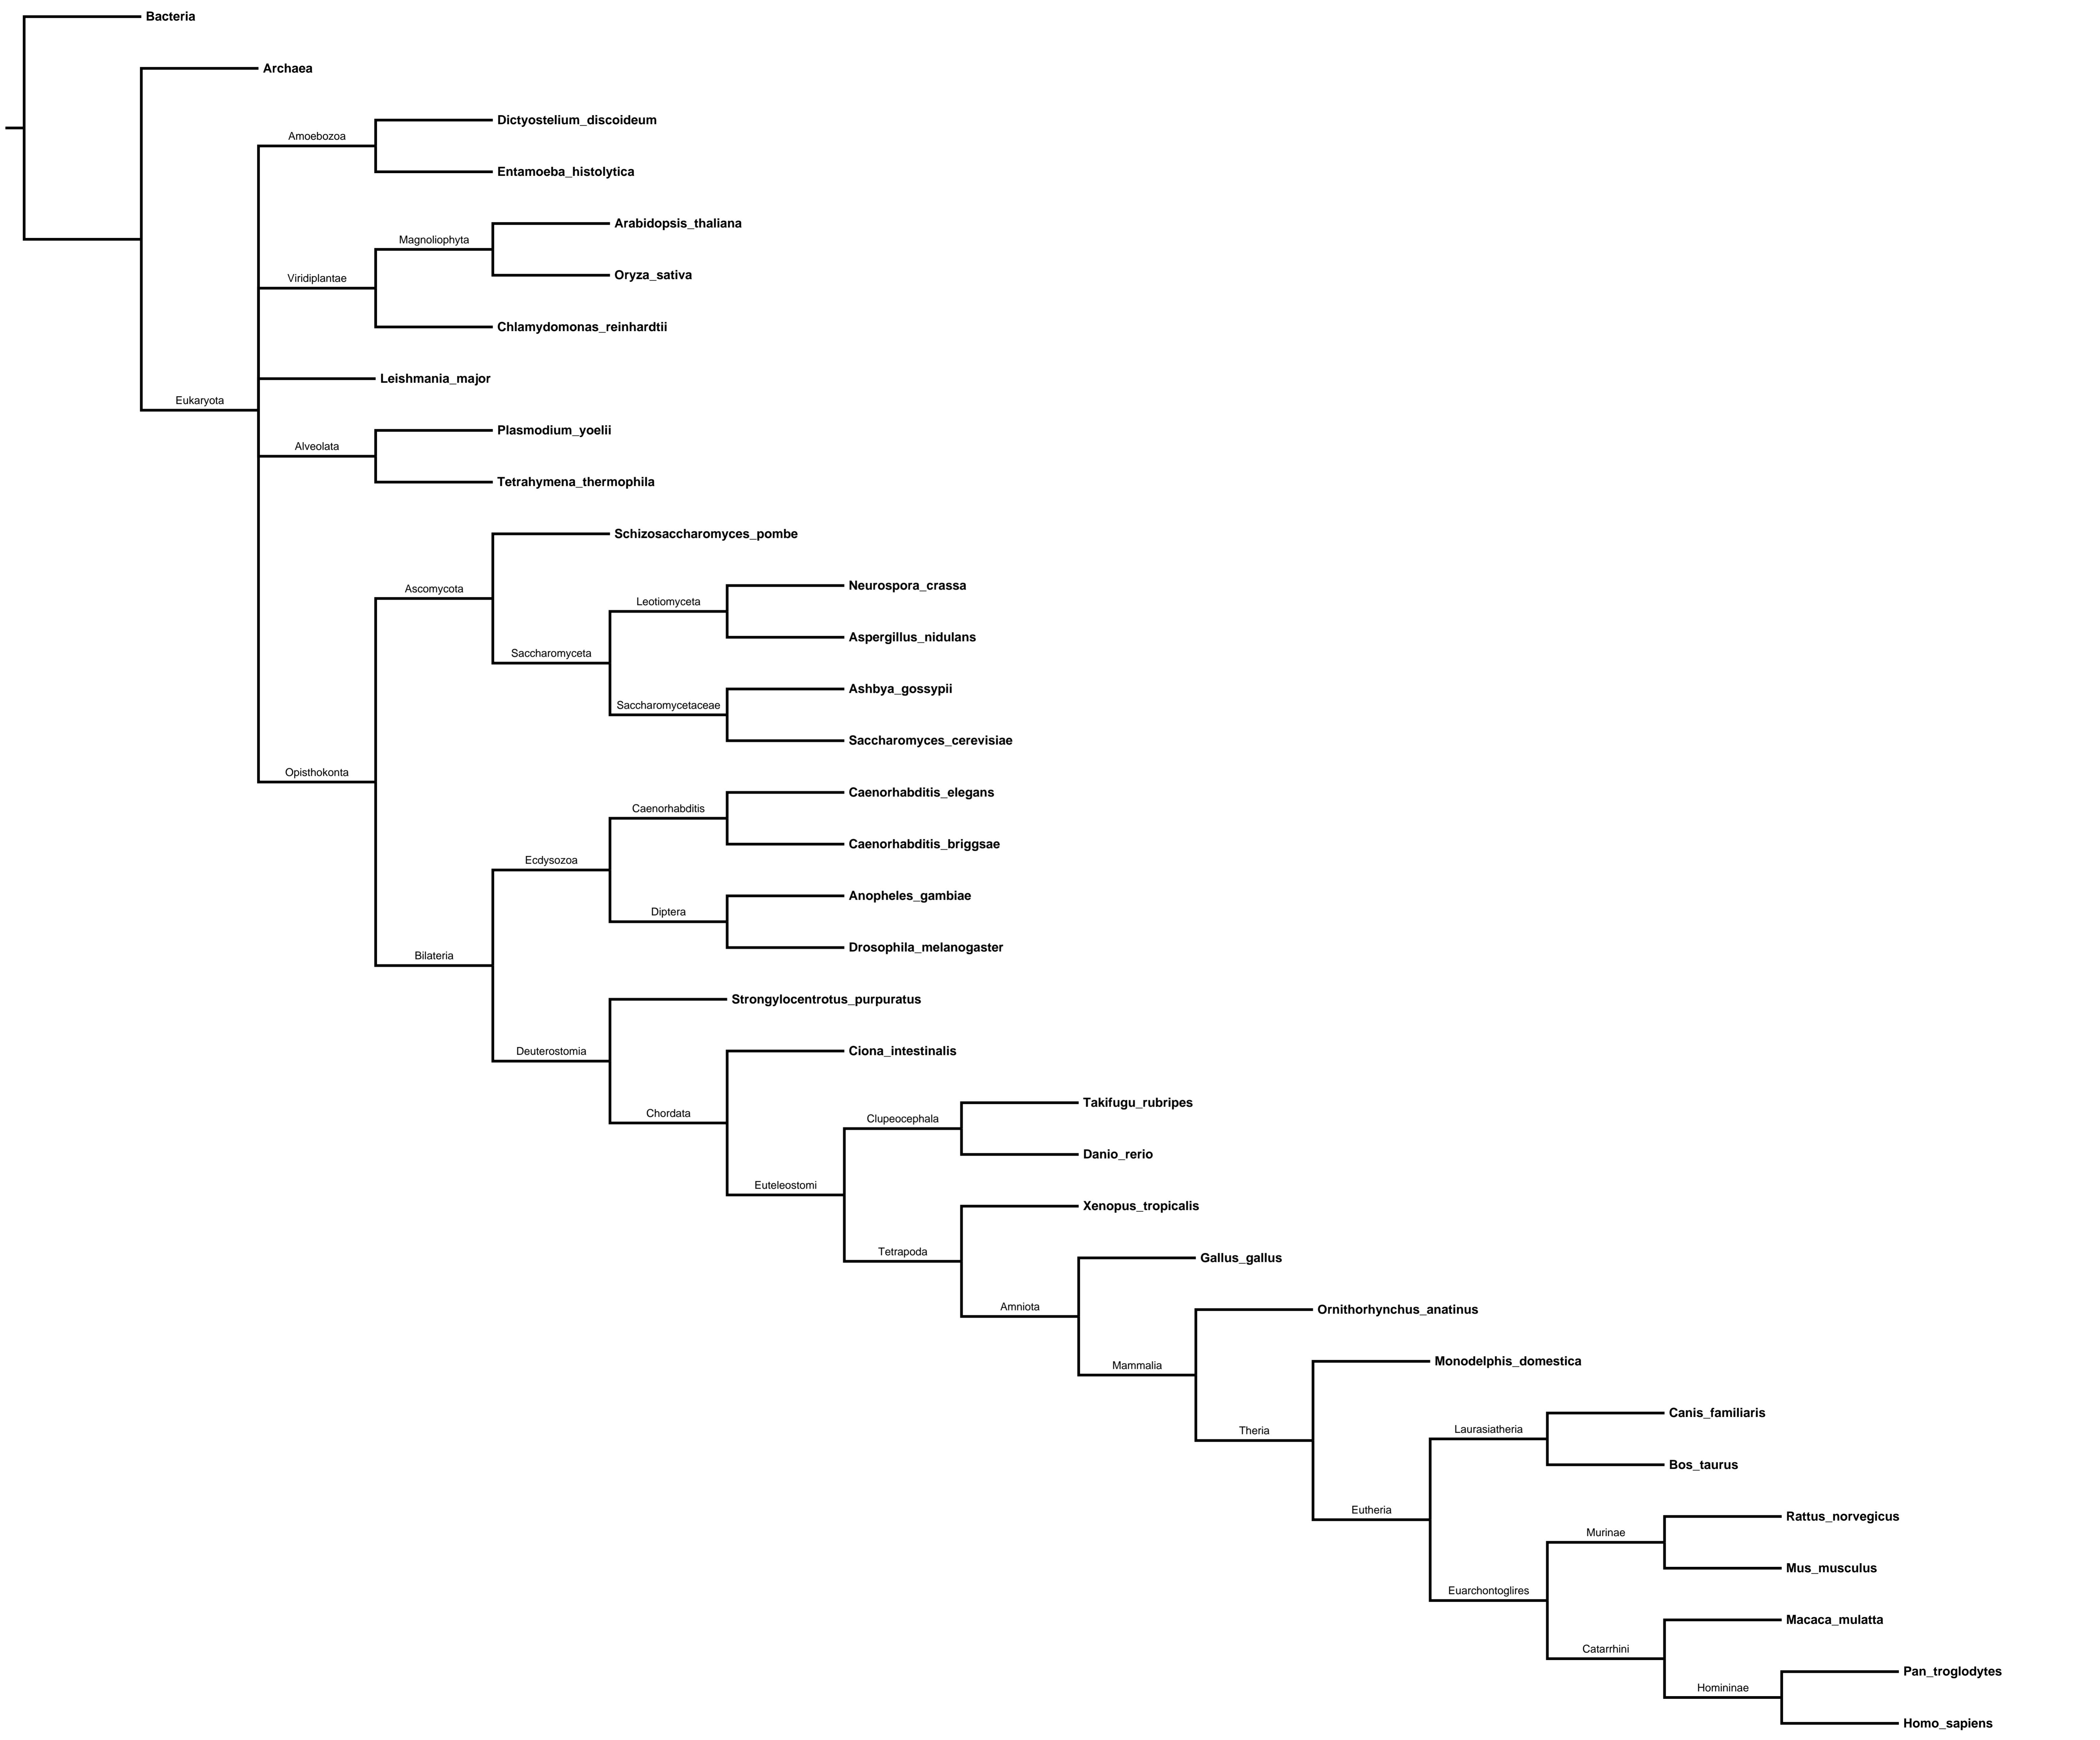 Bacteria
Archaea
Dictyostelium_discoideum
Amoebozoa
Entamoeba_histolytica
Arabidopsis_thaliana
Magnoliophyta
Oryza_sativa
Viridiplantae
Chlamydomonas_reinhardtii
Leishmania_major
Eukaryota
Plasmodium_yoelii
Alveolata
Tetrahymena_thermophila
Schizosaccharomyces_pombe
Ascomycota
Neurospora_crassa
Leotiomyceta
Aspergillus_nidulans
Saccharomyceta
Ashbya_gossypii
Saccharomycetaceae
Saccharomyces_cerevisiae
Opisthokonta
Caenorhabditis_elegans
Caenorhabditis
Caenorhabditis_briggsae
Ecdysozoa
Anopheles_gambiae
Diptera
Drosophila_melanogaster
Bilateria
Strongylocentrotus_purpuratus
Deuterostomia
Ciona_intestinalis
Takifugu_rubripes
Chordata
Clupeocephala
Danio_rerio
Euteleostomi
Xenopus_tropicalis
Tetrapoda
Gallus_gallus
Amniota
Ornithorhynchus_anatinus
Mammalia
Monodelphis_domestica
Canis_familiaris
Theria
Laurasiatheria
Bos_taurus
Eutheria
Rattus_norvegicus
Murinae
Mus_musculus
Euarchontoglires
Macaca_mulatta
Catarrhini
Pan_troglodytes
Homininae
Homo_sapiens